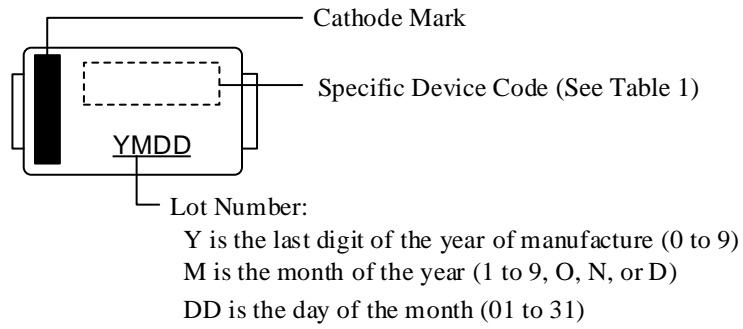 Cathode Mark
Specific Device Code (See Table 1)
YMDD
Lot Number:
Y is the last digit of the year of manufacture (0 to 9)
M is the month of the year (1 to 9, O, N, or D)
DD is the day of the month (01 to 31)